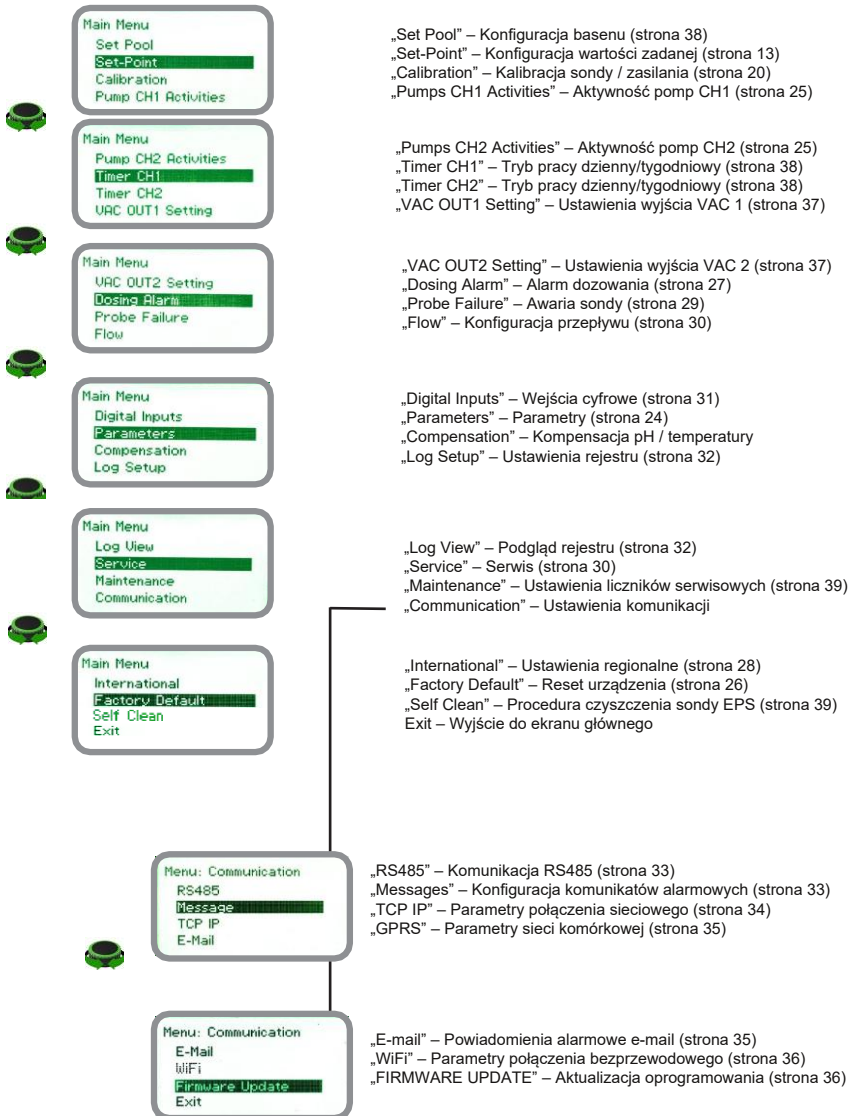 Main Menu
Set Pool
Set-Point
Calibration
Pump CH1 Activities
„Set Pool” – Konfiguracja basenu (strona 38)
„Set-Point” – Konfiguracja wartości zadanej (strona 13)
„Calibration” – Kalibracja sondy / zasilania (strona 20)
„Pumps CH1 Activities” – Aktywność pomp CH1 (strona 25)
Main Menu
Pump CH2 Activities
Timer CH1
Timer CH2
VAC OUT1 Setting
„Pumps CH2 Activities” – Aktywność pomp CH2 (strona 25)
„Timer CH1” – Tryb pracy dzienny/tygodniowy (strona 38)
„Timer CH2” – Tryb pracy dzienny/tygodniowy (strona 38)
„VAC OUT1 Setting” – Ustawienia wyjścia VAC 1 (strona 37)
Main Menu
VAC OUT2 Setting
Dosing Alarm
Probe Failure
Flow
„VAC OUT2 Setting” – Ustawienia wyjścia VAC 2 (strona 37)
„Dosing Alarm” – Alarm dozowania (strona 27)
„Probe Failure” – Awaria sondy (strona 29)
„Flow” – Konfiguracja przepływu (strona 30)
Main Menu
Digital Inputs
Parameters
Compensation
Log Setup
„Digital Inputs” – Wejścia cyfrowe (strona 31)
„Parameters” – Parametry (strona 24)
„Compensation” – Kompensacja pH / temperatury
„Log Setup” – Ustawienia rejestru (strona 32)
Main Menu
Log View
Service
Maintenance
Communication
„Log View” – Podgląd rejestru (strona 32)
„Service” – Serwis (strona 30)
„Maintenance” – Ustawienia liczników serwisowych (strona 39)
„Communication” – Ustawienia komunikacji
Main Menu
International
Factory Default
Self Clean
Exit
„International” – Ustawienia regionalne (strona 28)
„Factory Default” – Reset urządzenia (strona 26)
„Self Clean” – Procedura czyszczenia sondy EPS (strona 39)
Exit – Wyjście do ekranu głównego
Menu: Communication
RS485
Message
TCP IP
E-Mail
„RS485” – Komunikacja RS485 (strona 33)
„Messages” – Konfiguracja komunikatów alarmowych (strona 33)
„TCP IP” – Parametry połączenia sieciowego (strona 34)
„GPRS” – Parametry sieci komórkowej (strona 35)
Menu: Communication
E-Mail
WiFi
Firmware Update
Exit
„E-mail” – Powiadomienia alarmowe e-mail (strona 35)
„WiFi” – Parametry połączenia bezprzewodowego (strona 36)
„FIRMWARE UPDATE” – Aktualizacja oprogramowania (strona 36)